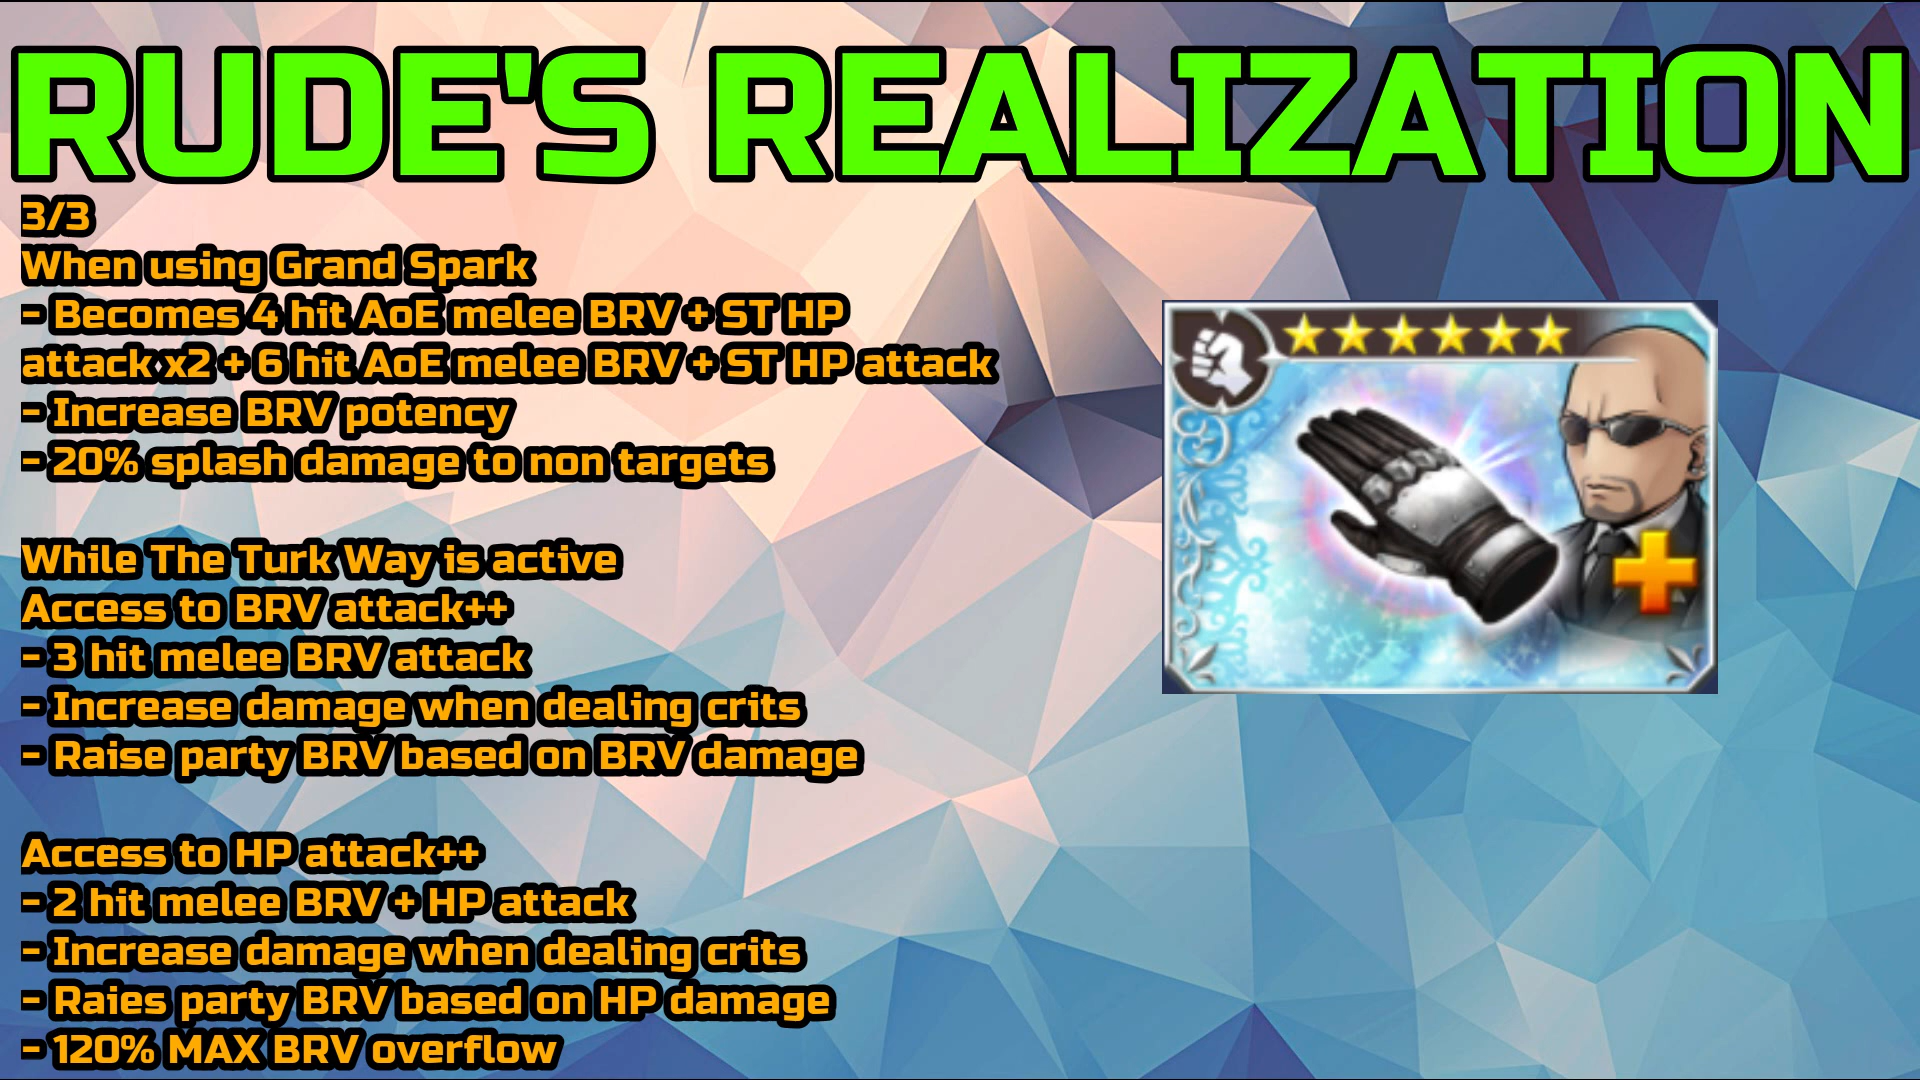 RUDE'S REALIZATION
3/3
When using Grand Spark
- Becomes 4 hit AoE melee BRV + ST HP
attack x2 + 6 hit AoE melee BRV + ST HP attack
- Increase BRV potency
- 20% splash damage to non targets
While The Turk Way is active
Access to BRV attack++
- 3 hit melee BRV attack
- Increase damage when dealing crits
- Raise party BRV based on BRV damage
Access to HP attack++
- 2 hit melee BRV + HP attack
- Increase damage when dealing crits
- Raies party BRV based on HP damage
- 120% MAX BRV overflow